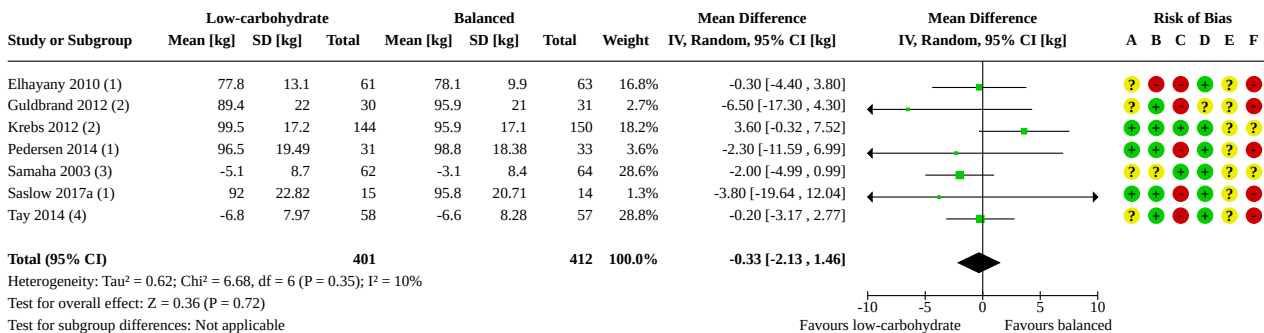 Low-carbohydrate Balanced Mean Difference Mean Difference Risk of Bias
Study or Subgroup Mean [kg] SD [kg] Total Mean [kg] SD [kg] Total Weight IV, Random, 95% CI [kg] IV, Random, 95% CI [kg] A B C D E F
Elhayany 2010 (1) 77.8 13.1 61 78.1 9.9 63 16.8% -0.30 [-4.40 , 3.80] ? - - + ? -
Guldbrand 2012 (2) 89.4 22 30 95.9 21 31 2.7% -6.50 [-17.30 , 4.30] ? + - ? ? -
Krebs 2012 (2) 99.5 17.2 144 95.9 17.1 150 18.2% 3.60 [-0.32 , 7.52] + + + + ? ?
Pedersen 2014 (1) 96.5 19.49 31 98.8 18.38 33 3.6% -2.30 [-11.59 , 6.99] + + - + ? -
Samaha 2003 (3) -5.1 8.7 62 -3.1 8.4 64 28.6% -2.00 [-4.99 , 0.99] ? ? + + ? -
Saslow 2017a (1) 92 22.82 15 95.8 20.71 14 1.3% -3.80 [-19.64 , 12.04] + + - + ? -
Tay 2014 (4) -6.8 7.97 58 -6.6 8.28 57 28.8% -0.20 [-3.17 , 2.77] ? + - + ? -
Total (95% CI) 401 412 100.0% -0.33 [-2.13 , 1.46]
Heterogeneity: Tau² = 0.62; Chi² = 6.68, df = 6 (P = 0.35); I² = 10%
Test for overall effect: Z = 0.36 (P = 0.72) -10 -5 0 5 10
Test for subgroup differences: Not applicable Favours low-carbohydrate Favours balanced